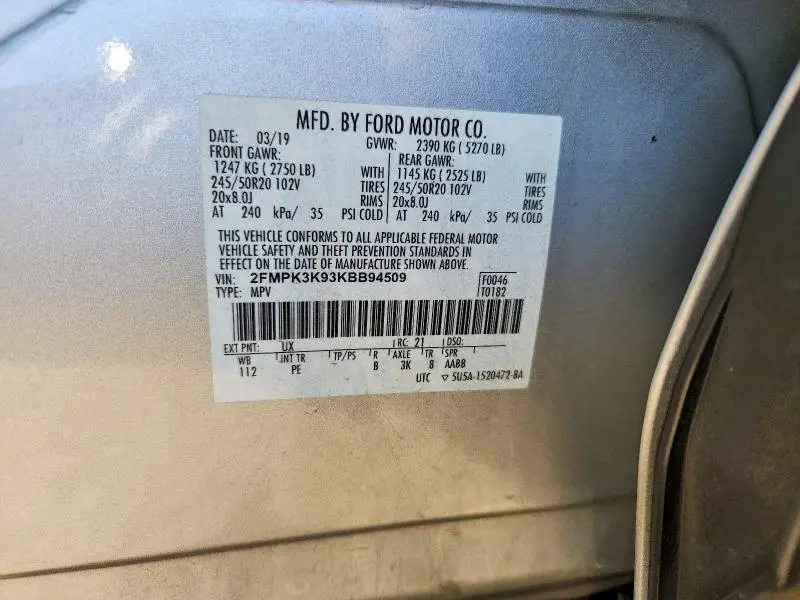 MFD. BY FORD MOTOR CO.
DATE: 03/19 GVWR: 2390 KG ( 5270 LB)
FRONT GAWR: REAR GAWR:
1247 KG ( 2750 LB) WITH 1145 KG ( 2525 LB) WITH
245/50R20 102V TIRES 245/50R20 102V TIRES
20x8.0J RIMS 20x8.0J RIMS
AT 240 kPa/ 35 PSI COLD AT 240 kPa/ 35 PSI COLD
THIS VEHICLE CONFORMS TO ALL APPLICABLE FEDERAL MOTOR
VEHICLE SAFETY AND THEFT PREVENTION STANDARDS IN
EFFECT ON THE DATE OF MANUFACTURE SHOWN ABOVE.
VIN: 2FMPK3K93KBB94509 F0046
TYPE: MPV T0182
EXT PNT: UX RC: 21 DSO:
WB INT TR TP/PS R AXLE TR SPR
112 PE B 3K 8 AABB
UTC ▽ 5U5A-1520472-BA